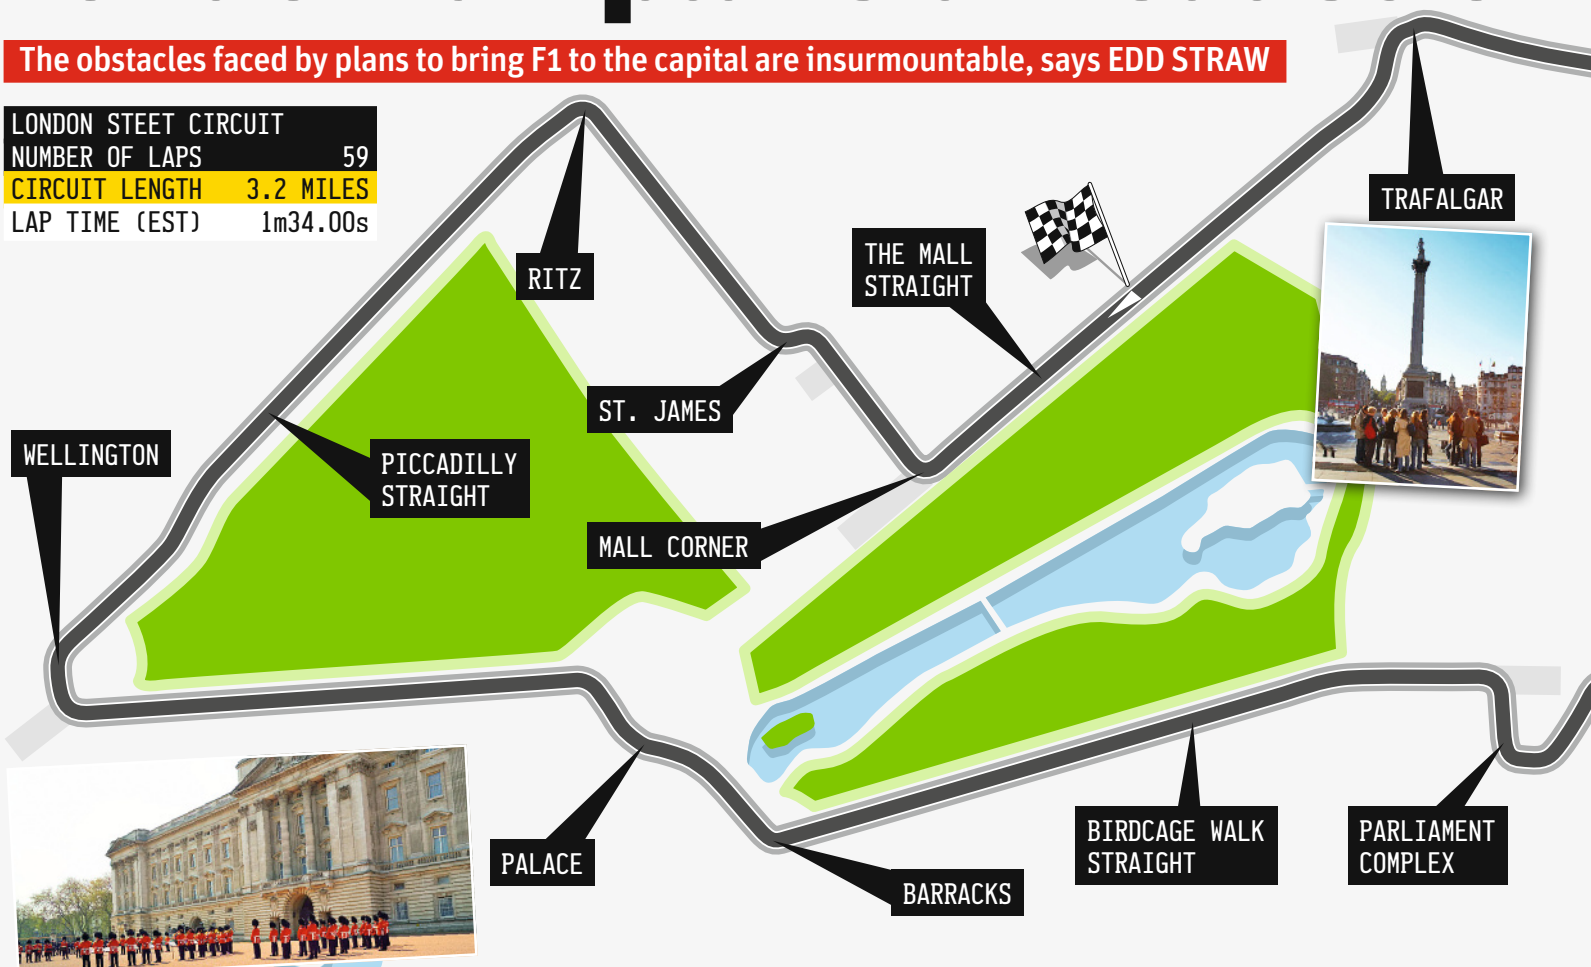 The obstacles faced by plans to bring F1 to the capital are insurmountable, says EDD STRAW
LONDON STEET CIRCUIT
NUMBER OF LAPS 59
CIRCUIT LENGTH 3.2 MILES
LAP TIME (EST) 1m34.00s
TRAFALGAR
RITZ
THE MALL
STRAIGHT
ST. JAMES
WELLINGTON
PICCADILLY
STRAIGHT
MALL CORNER
PALACE
BARRACKS
BIRDCAGE WALK
STRAIGHT
PARLIAMENT
COMPLEX